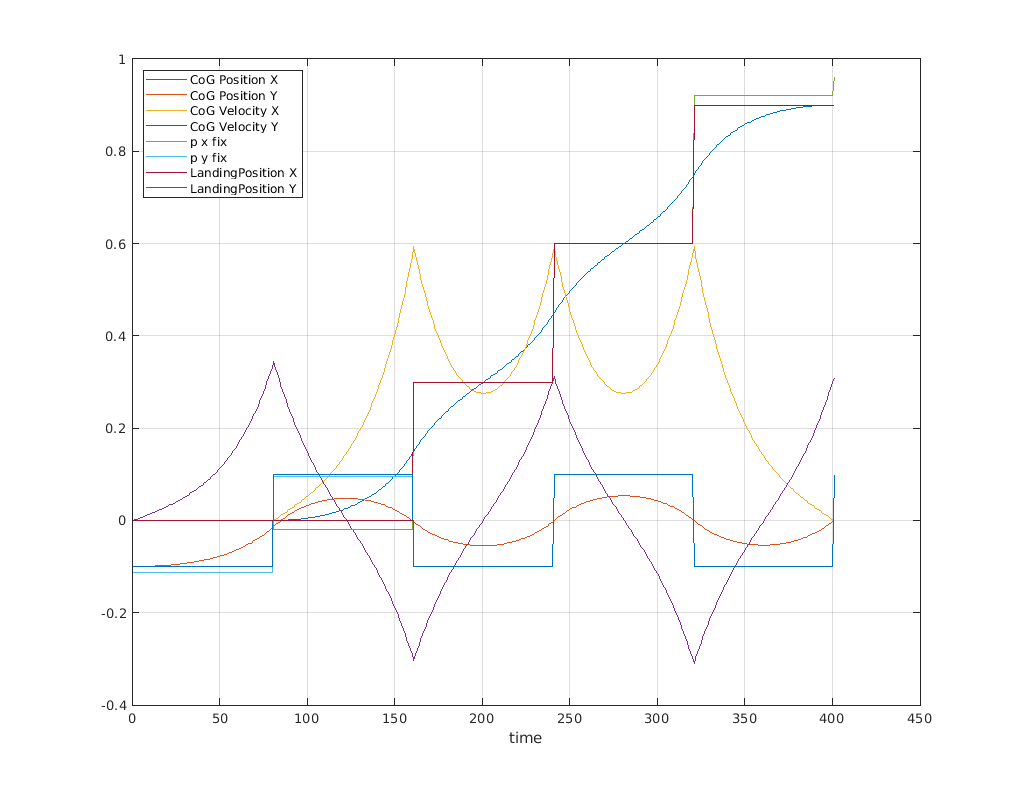 1
0.8
0.6
0.4
0.2
0
-0.2
-0.4
CoG Position X
CoG Position Y
CoG Velocity X
CoG Velocity Y
p x fix
p y fix
LandingPosition X
LandingPosition Y
0 50 100 150 200 250 300 350 400 450
time